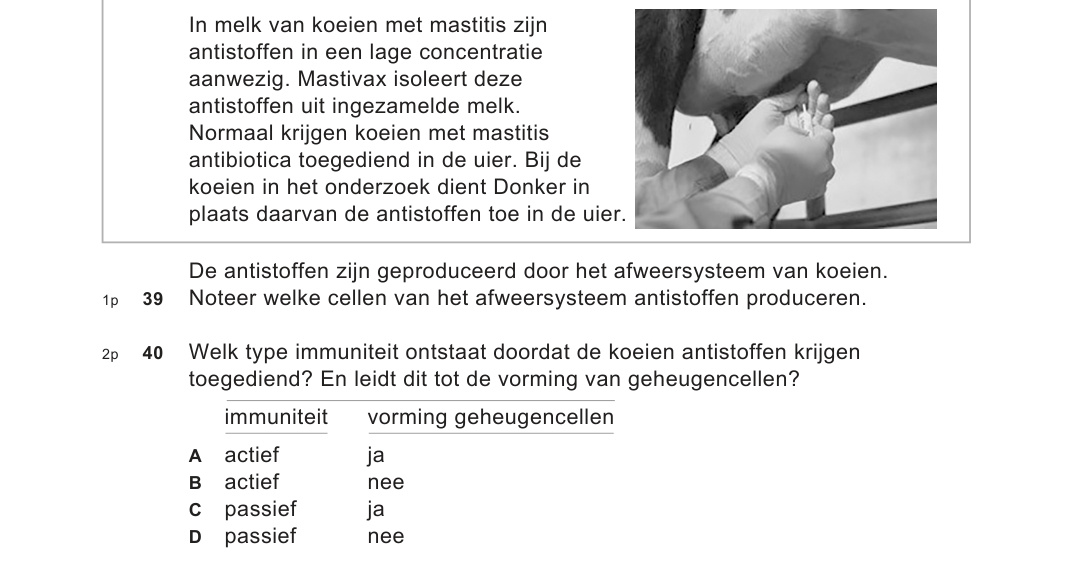 In melk van koeien met mastitis zijn
antistoffen in een lage concentratie
aanwezig. Mastivax isoleert deze
antistoffen uit ingezamelde melk.
Normaal krijgen koeien met mastitis
antibiotica toegediend in de uier. Bij de
koeien in het onderzoek dient Donker in
plaats daarvan de antistoffen toe in de uier.
De antistoffen zijn geproduceerd door het afweersysteem van koeien.
1p 39 Noteer welke cellen van het afweersysteem antistoffen produceren.
2p 40 Welk type immuniteit ontstaat doordat de koeien antistoffen krijgen
toegediend? En leidt dit tot de vorming van geheugencellen?
immuniteit vorming geheugencellen
A actief ja
B actief nee
C passief ja
D passief nee